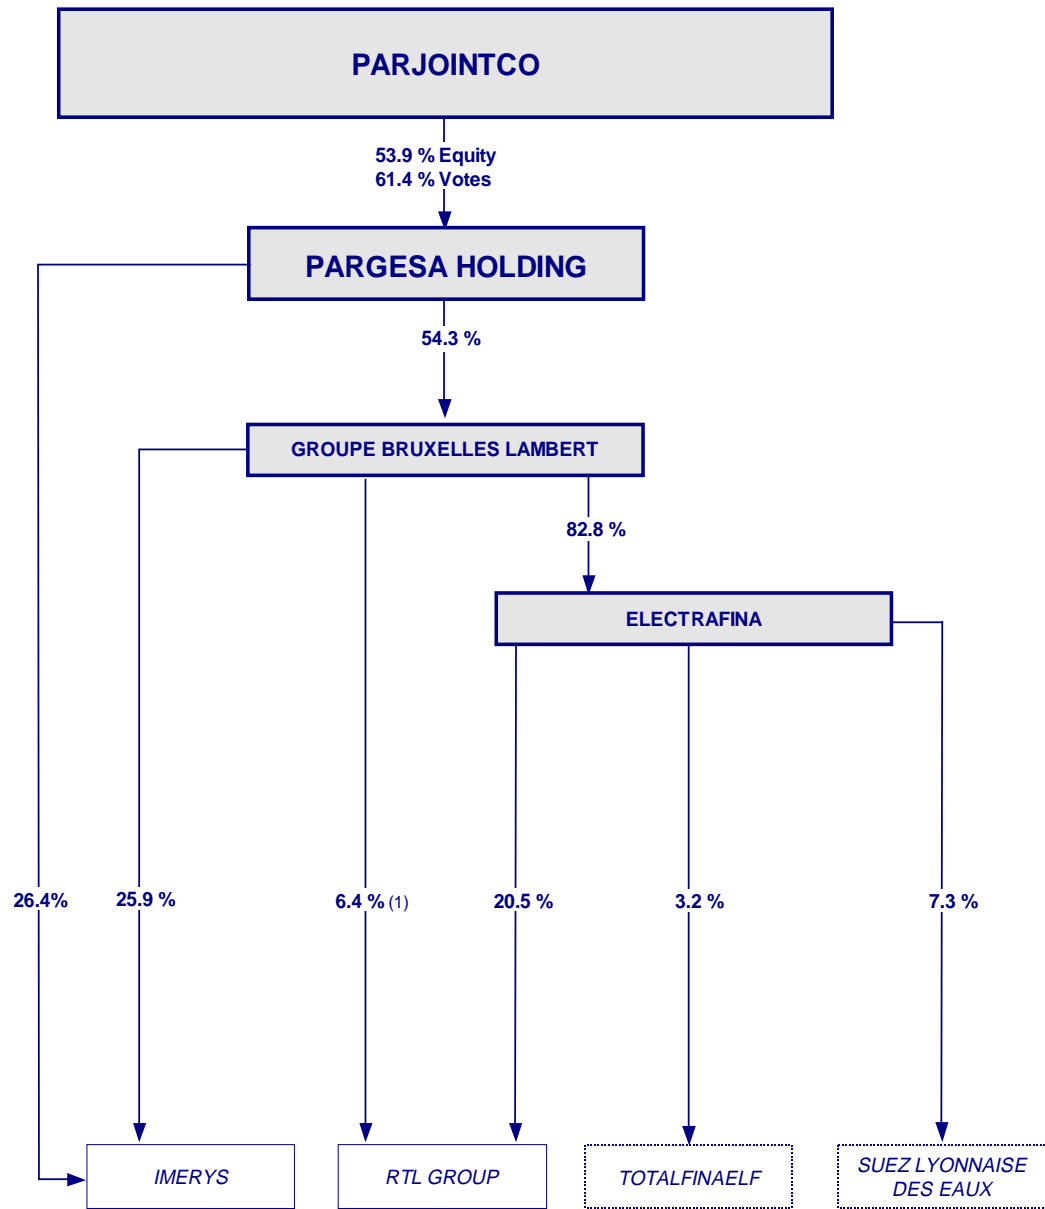 PARJOINTCO
53.9 % Equity
61.4 % Votes
PARGESA HOLDING
54.3 %
GROUPE BRUXELLES LAMBERT
82.8 %
ELECTRAFINA
26.4%
25.9 %
6.4 % (1)
20.5 %
3.2 %
7.3 %
IMERYS
RTL GROUP
TOTALFINAELF
SUEZ LYONNAISE
DES EAUX